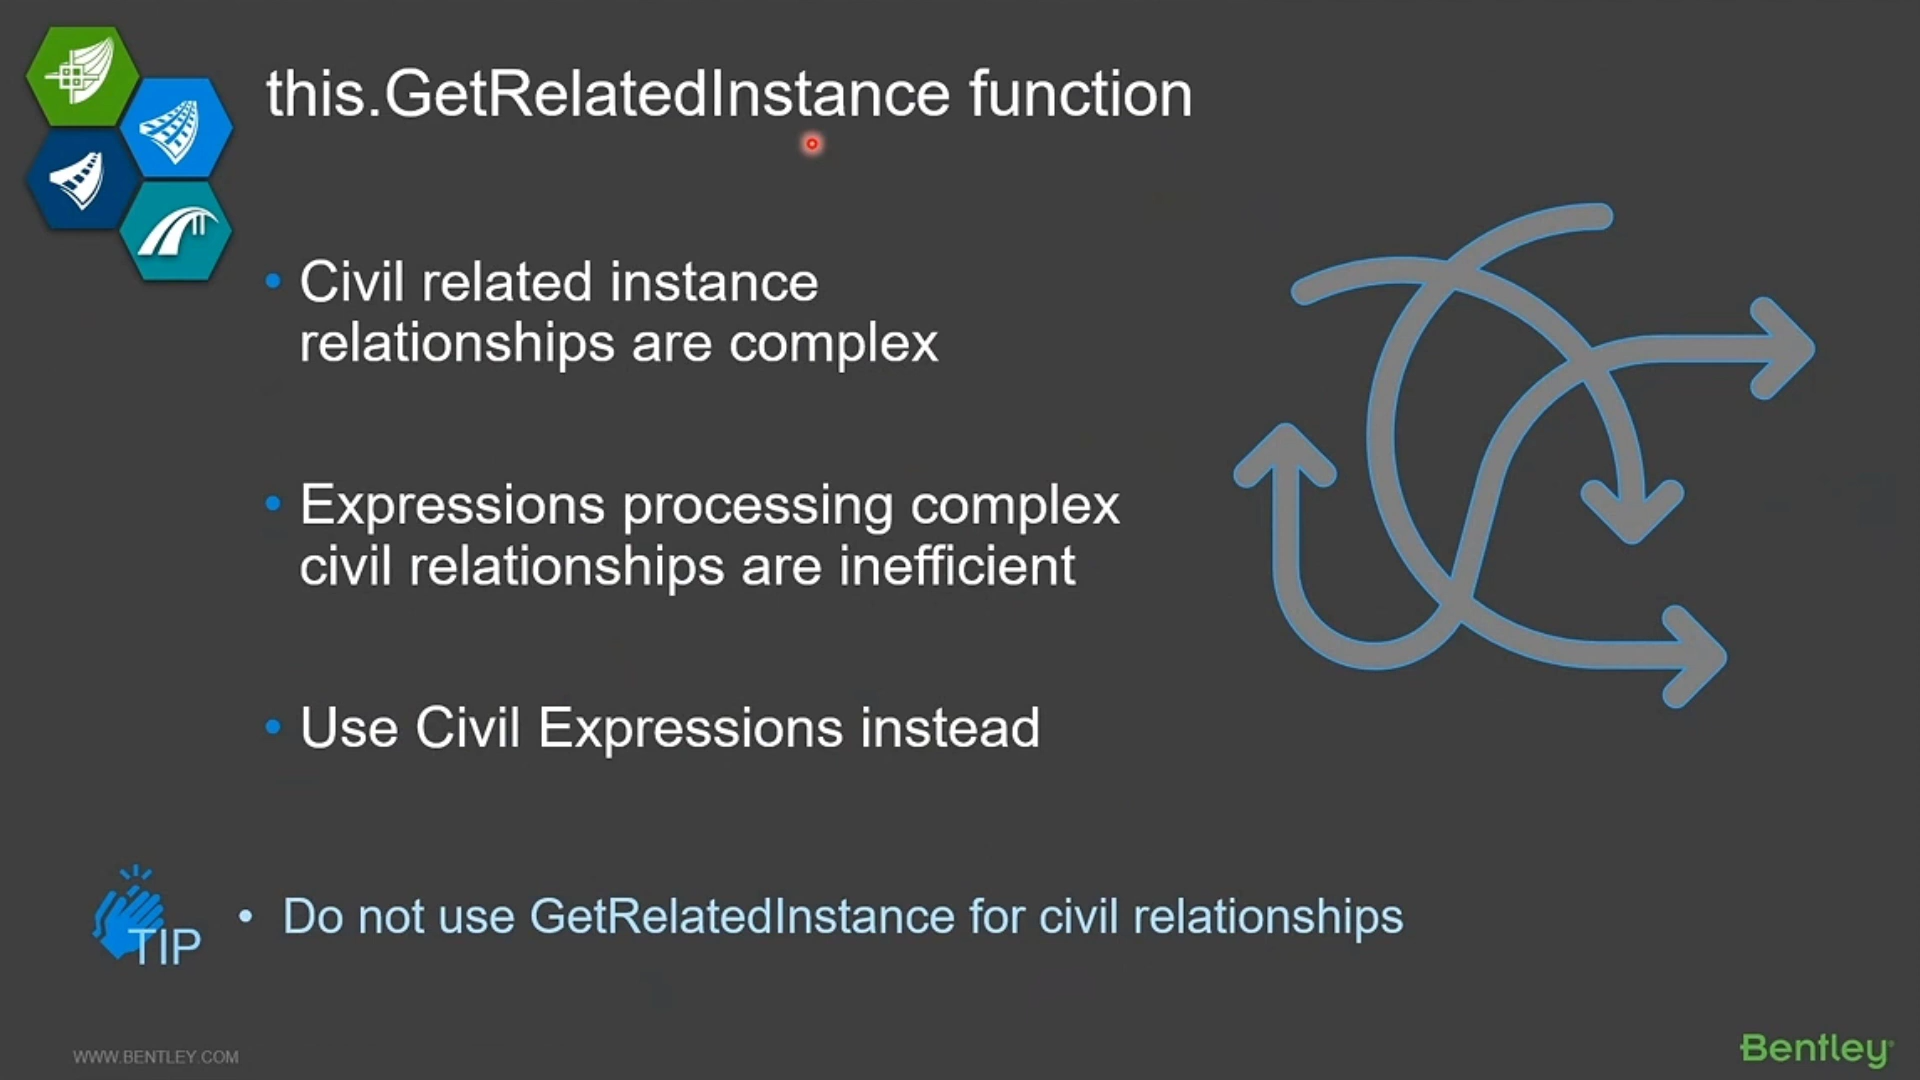 this.GetRelatedInstance function
• Civil related instance
relationships are complex
• Expressions processing complex
civil relationships are inefficient
• Use Civil Expressions instead
TIP
• Do not use GetRelatedInstance for civil relationships
WWW.BENTLEY.COM
Bentley